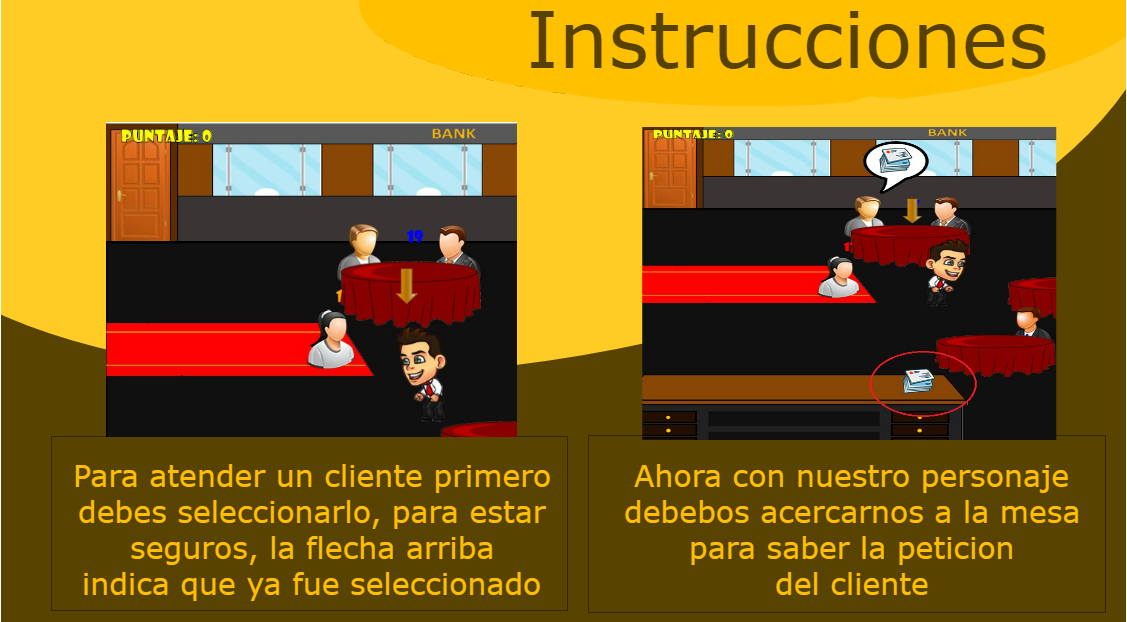 Instrucciones
PUNTAJE: 0
BANK
19
1
Para atender un cliente primero
debes seleccionarlo, para estar
seguros, la flecha arriba
indica que ya fue seleccionado
PUNTAJE: 0
BANK
Ahora con nuestro personaje
debebos acercarnos a la mesa
para saber la peticion
del cliente